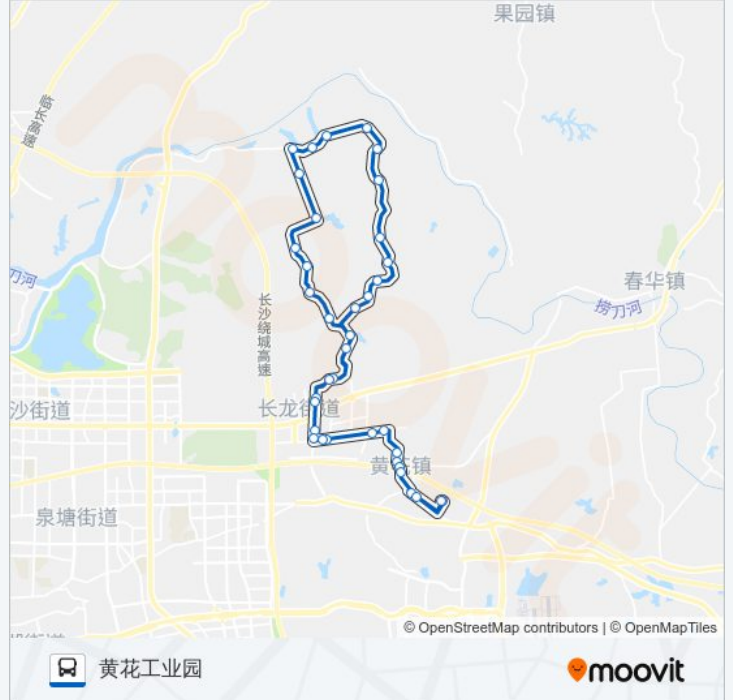 果园镇
临长高速
春华镇
刀河
捞刀河
长沙绕城高速
沙街道
长龙街道
黄花镇
泉塘街道
© OpenStreetMap contributors | © OpenMapTiles
黄花工业园
moovit